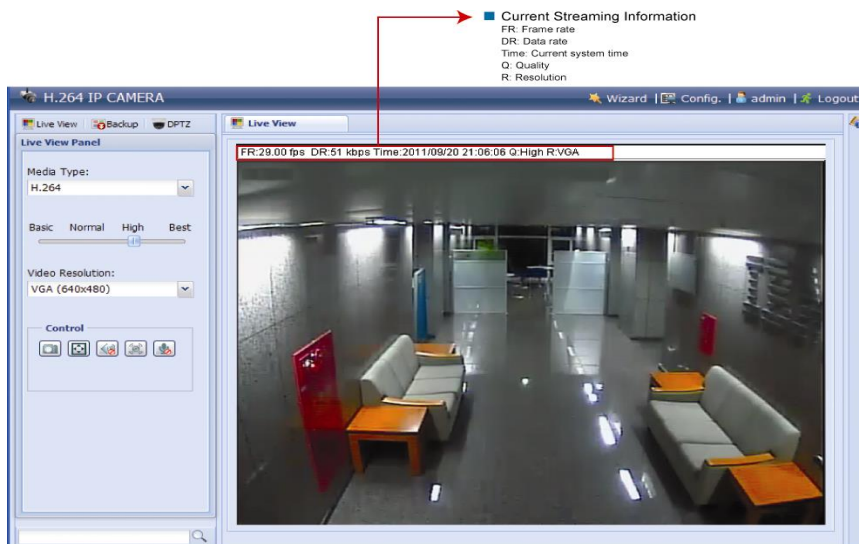 Current Streaming Information
FR: Frame rate
DR: Data rate
Time: Current system time
Q: Quality
R: Resolution
H.264 IP CAMERA
Wizard | Config. | admin | Logout
Live View Backup DPTZ
Live View
Live View Panel
FR:29.00 fps DR:51 kbps Time:2011/09/20 21:06:06 Q:High R:VGA
Media Type:
H.264
Basic Normal High Best
Video Resolution:
VGA (640x480)
Control